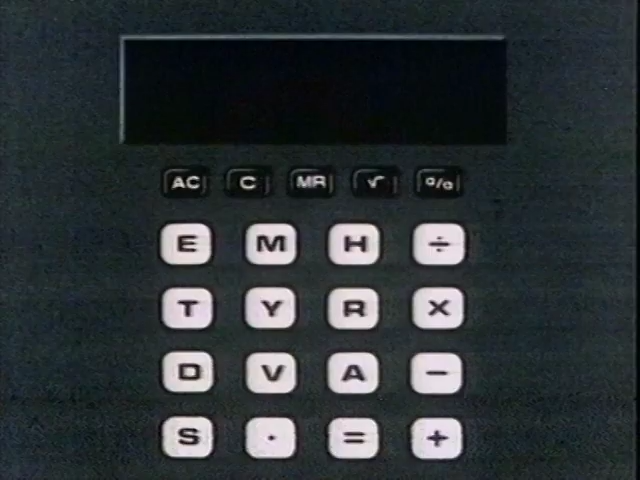 AC C MR √ %
E M H ÷
T Y R X
D V A −
S · = +